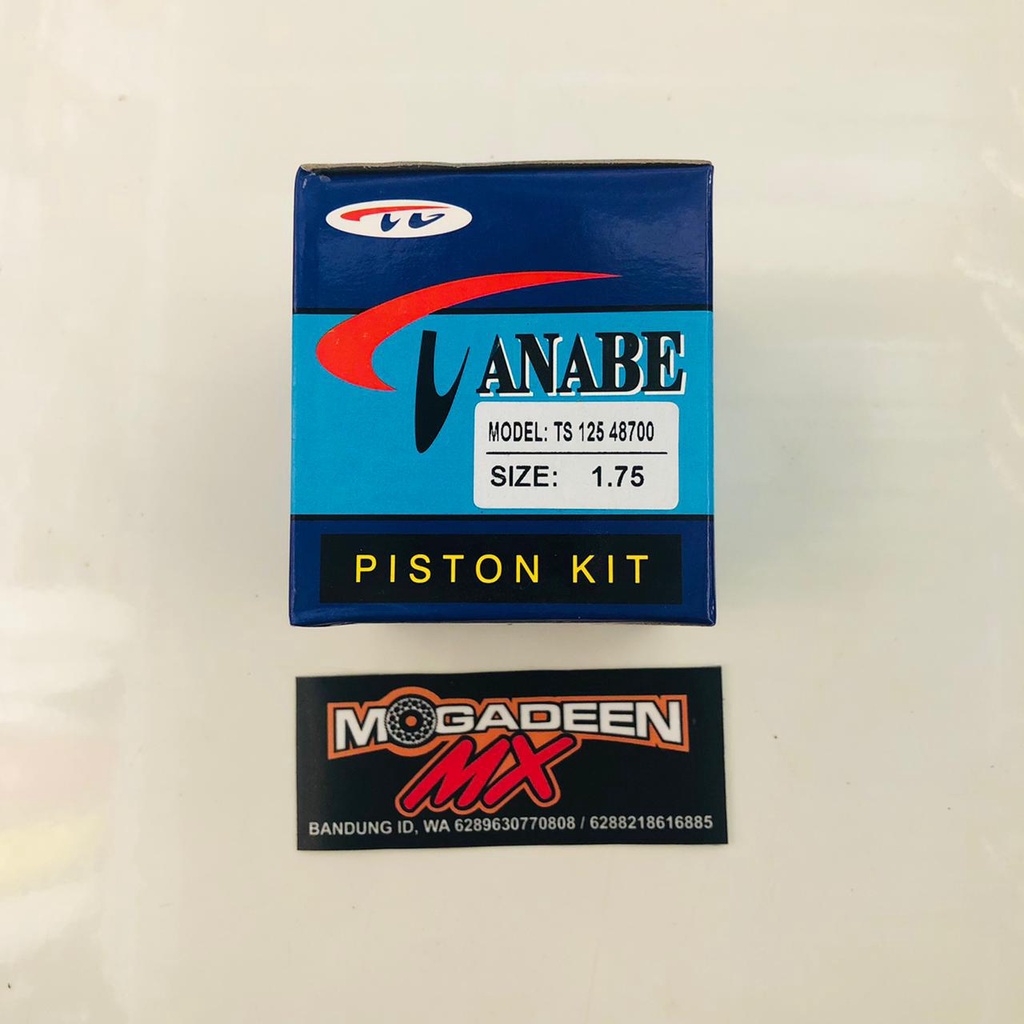 TANABE
MODEL: TS 125 48700
SIZE: 1.75
PISTON KIT
MOGADEEN
MX
BANDUNG ID, WA 6289630770808 / 6288218616885